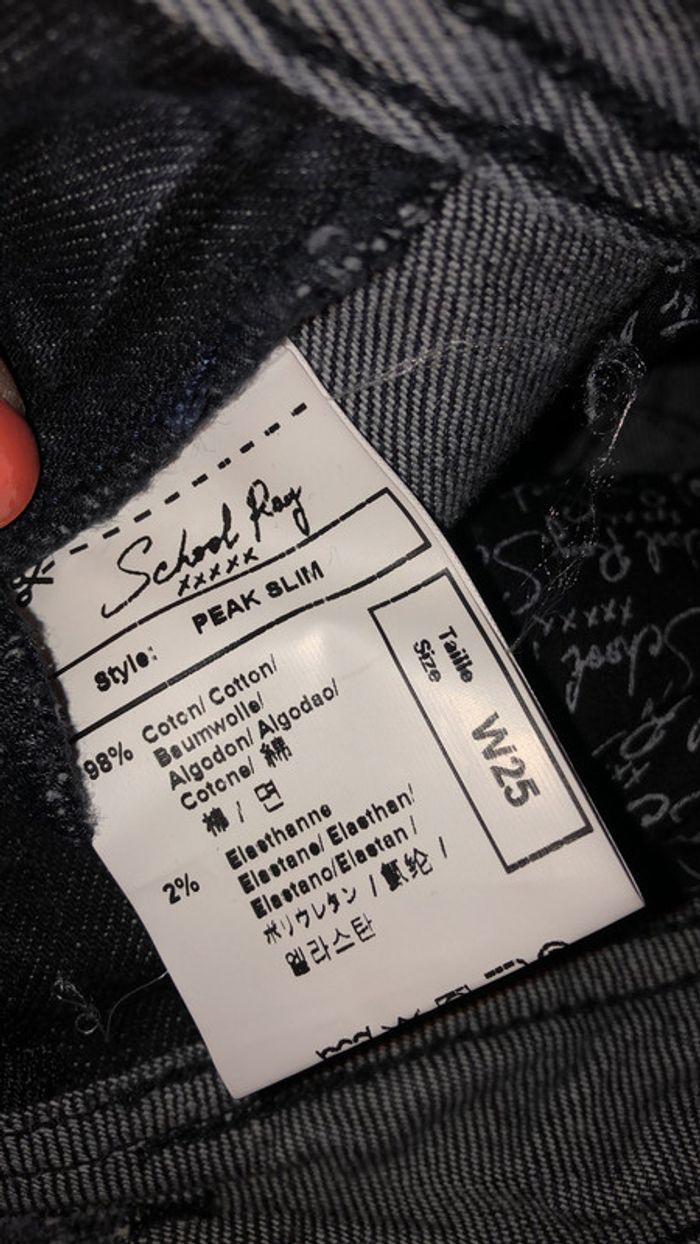 School Rag
xxxxx
Style: PEAK SLIM
Taille
Size
W25
98% Coton/ Cotton/
Baumwolle/
Algodon/ Algodao/
Cotone/ 綿
棉 / 면
2% Elasthanne
Elastane/ Elasthan/
Elastano/Elastan /
ポリウレタン / 氨纶 /
엘라스탄